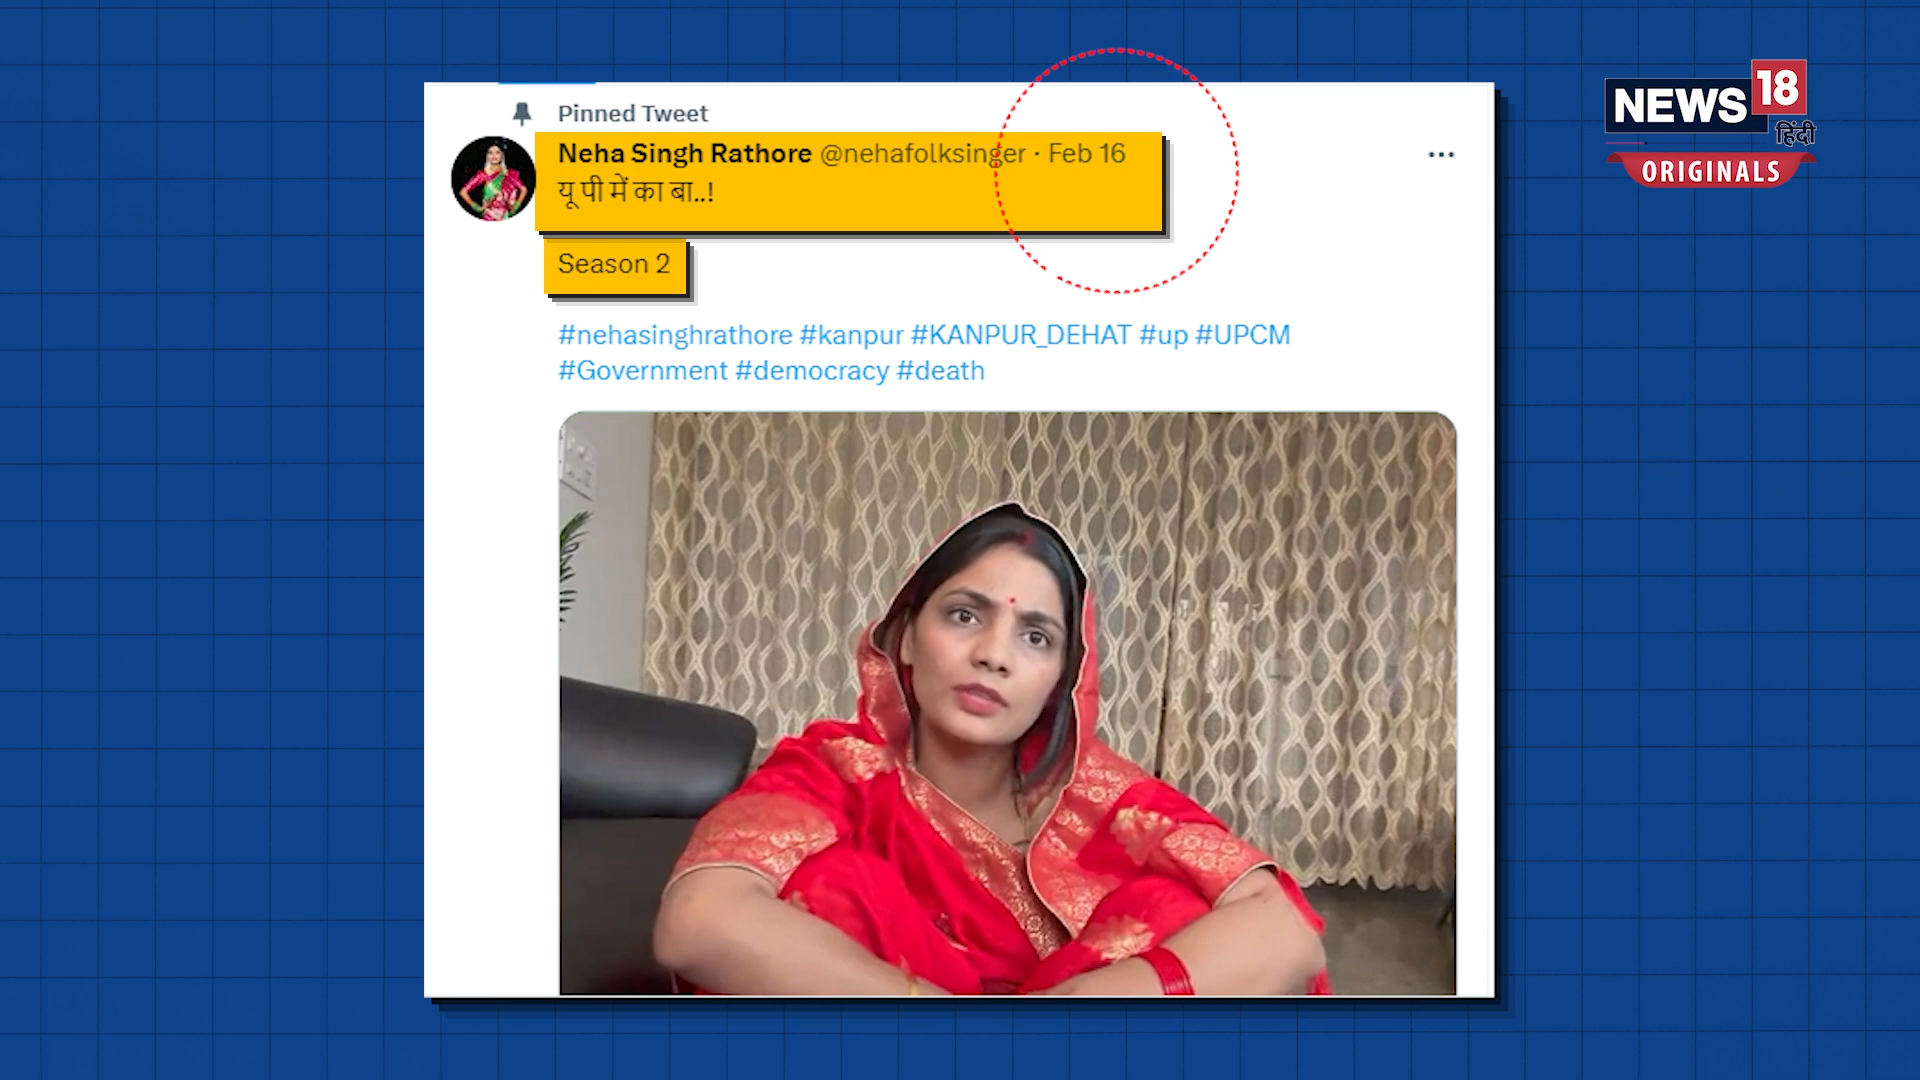 Pinned Tweet
Neha Singh Rathore @nehafolksinger · Feb 16
यू पी में का बा..!
Season 2
#nehasinghrathore #kanpur #KANPUR_DEHAT #up #UPCM
#Government #democracy #death
NEWS 18
हिंदी
ORIGINALS